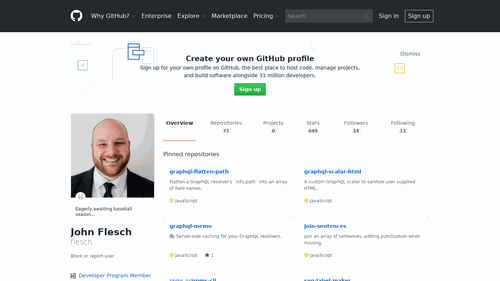 Why GitHub? Enterprise Explore Marketplace Pricing Search / Sign in Sign up
Dismiss
Create your own GitHub profile
Sign up for your own profile on GitHub, the best place to host code, manage projects,
and build software alongside 31 million developers.
Sign up
Overview Repositories 71 Projects 0 Stars 649 Followers 14 Following 11
Pinned repositories
graphql-flatten-path
Flatten a GraphQL resolver's `info.path` into an array
of field names.
JavaScript
graphql-scalar-html
A custom GraphQL scalar to sanitize user supplied
HTML.
JavaScript
graphql-memo
Server-side caching for your GraphQL resolvers.
JavaScript 1
join-sentences
Join an array of sentences, adding punctuation when
missing.
JavaScript
Eagerly awaiting baseball
season...
John Flesch
flesch
Block or report user
Developer Program Member